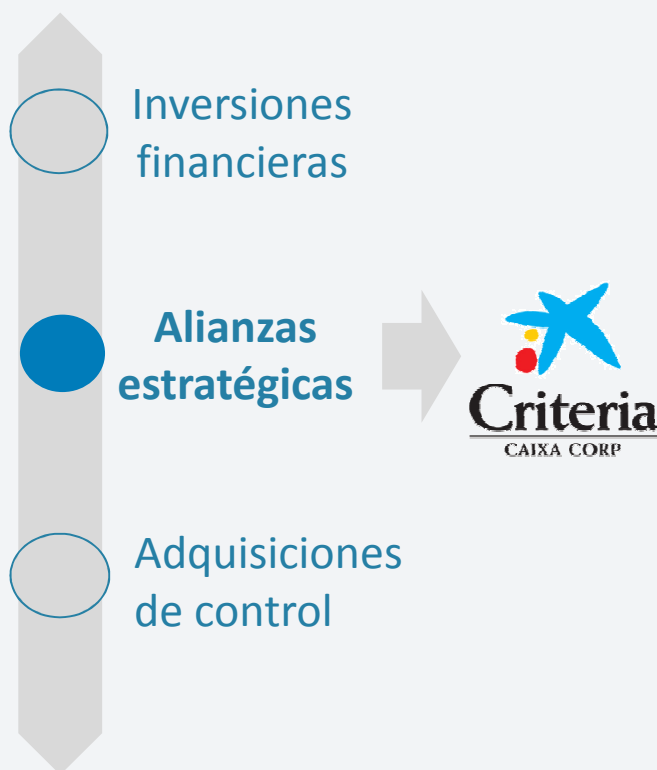 Inversiones
financieras
Alianzas
estratégicas
Criteria
CAIXA CORP
Adquisiciones
de control